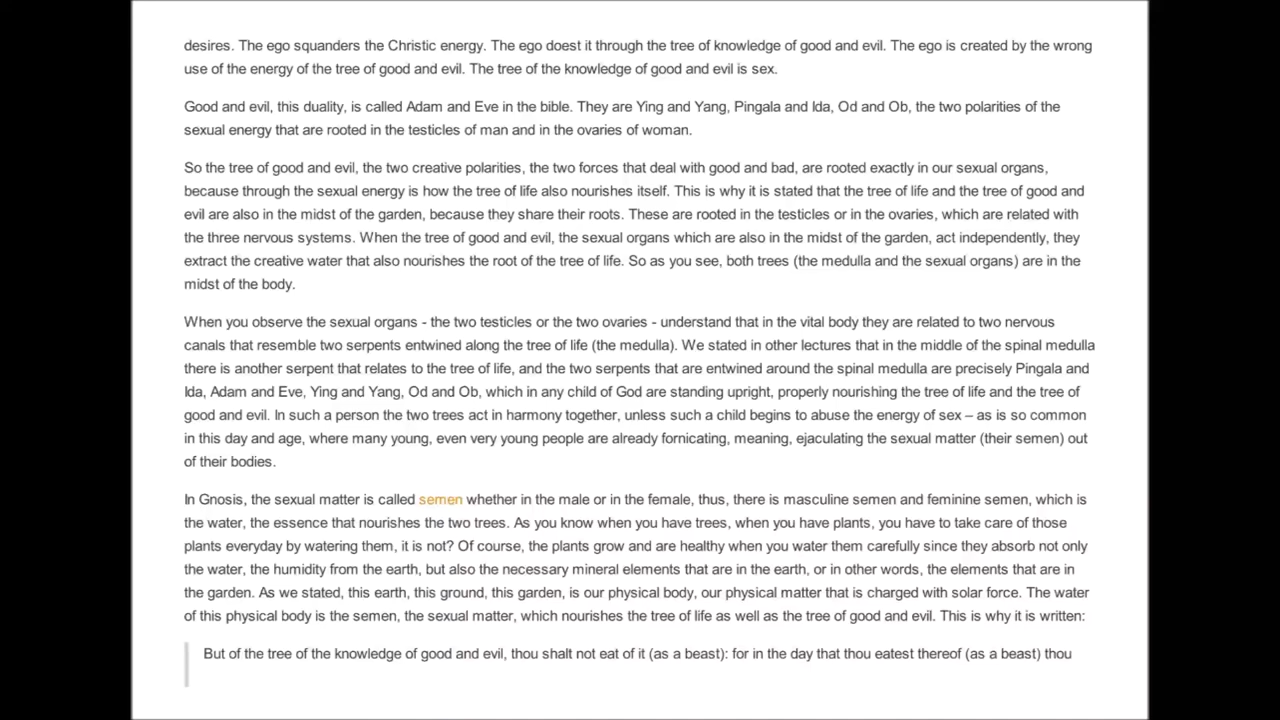 desires. The ego squanders the Christic energy. The ego doest it through the tree of knowledge of good and evil. The ego is created by the wrong
use of the energy of the tree of good and evil. The tree of the knowledge of good and evil is sex.
Good and evil, this duality, is called Adam and Eve in the bible. They are Ying and Yang, Pingala and Ida, Od and Ob, the two polarities of the
sexual energy that are rooted in the testicles of man and in the ovaries of woman.
So the tree of good and evil, the two creative polarities, the two forces that deal with good and bad, are rooted exactly in our sexual organs,
because through the sexual energy is how the tree of life also nourishes itself. This is why it is stated that the tree of life and the tree of good and
evil are also in the midst of the garden, because they share their roots. These are rooted in the testicles or in the ovaries, which are related with
the three nervous systems. When the tree of good and evil, the sexual organs which are also in the midst of the garden, act independently, they
extract the creative water that also nourishes the root of the tree of life. So as you see, both trees (the medulla and the sexual organs) are in the
midst of the body.
When you observe the sexual organs - the two testicles or the two ovaries - understand that in the vital body they are related to two nervous
canals that resemble two serpents entwined along the tree of life (the medulla). We stated in other lectures that in the middle of the spinal medulla
there is another serpent that relates to the tree of life, and the two serpents that are entwined around the spinal medulla are precisely Pingala and
Ida, Adam and Eve, Ying and Yang, Od and Ob, which in any child of God are standing upright, properly nourishing the tree of life and the tree of
good and evil. In such a person the two trees act in harmony together, unless such a child begins to abuse the energy of sex – as is so common
in this day and age, where many young, even very young people are already fornicating, meaning, ejaculating the sexual matter (their semen) out
of their bodies.
In Gnosis, the sexual matter is called semen whether in the male or in the female, thus, there is masculine semen and feminine semen, which is
the water, the essence that nourishes the two trees. As you know when you have trees, when you have plants, you have to take care of those
plants everyday by watering them, it is not? Of course, the plants grow and are healthy when you water them carefully since they absorb not only
the water, the humidity from the earth, but also the necessary mineral elements that are in the earth, or in other words, the elements that are in
the garden. As we stated, this earth, this ground, this garden, is our physical body, our physical matter that is charged with solar force. The water
of this physical body is the semen, the sexual matter, which nourishes the tree of life as well as the tree of good and evil. This is why it is written:
But of the tree of the knowledge of good and evil, thou shalt not eat of it (as a beast): for in the day that thou eatest thereof (as a beast) thou